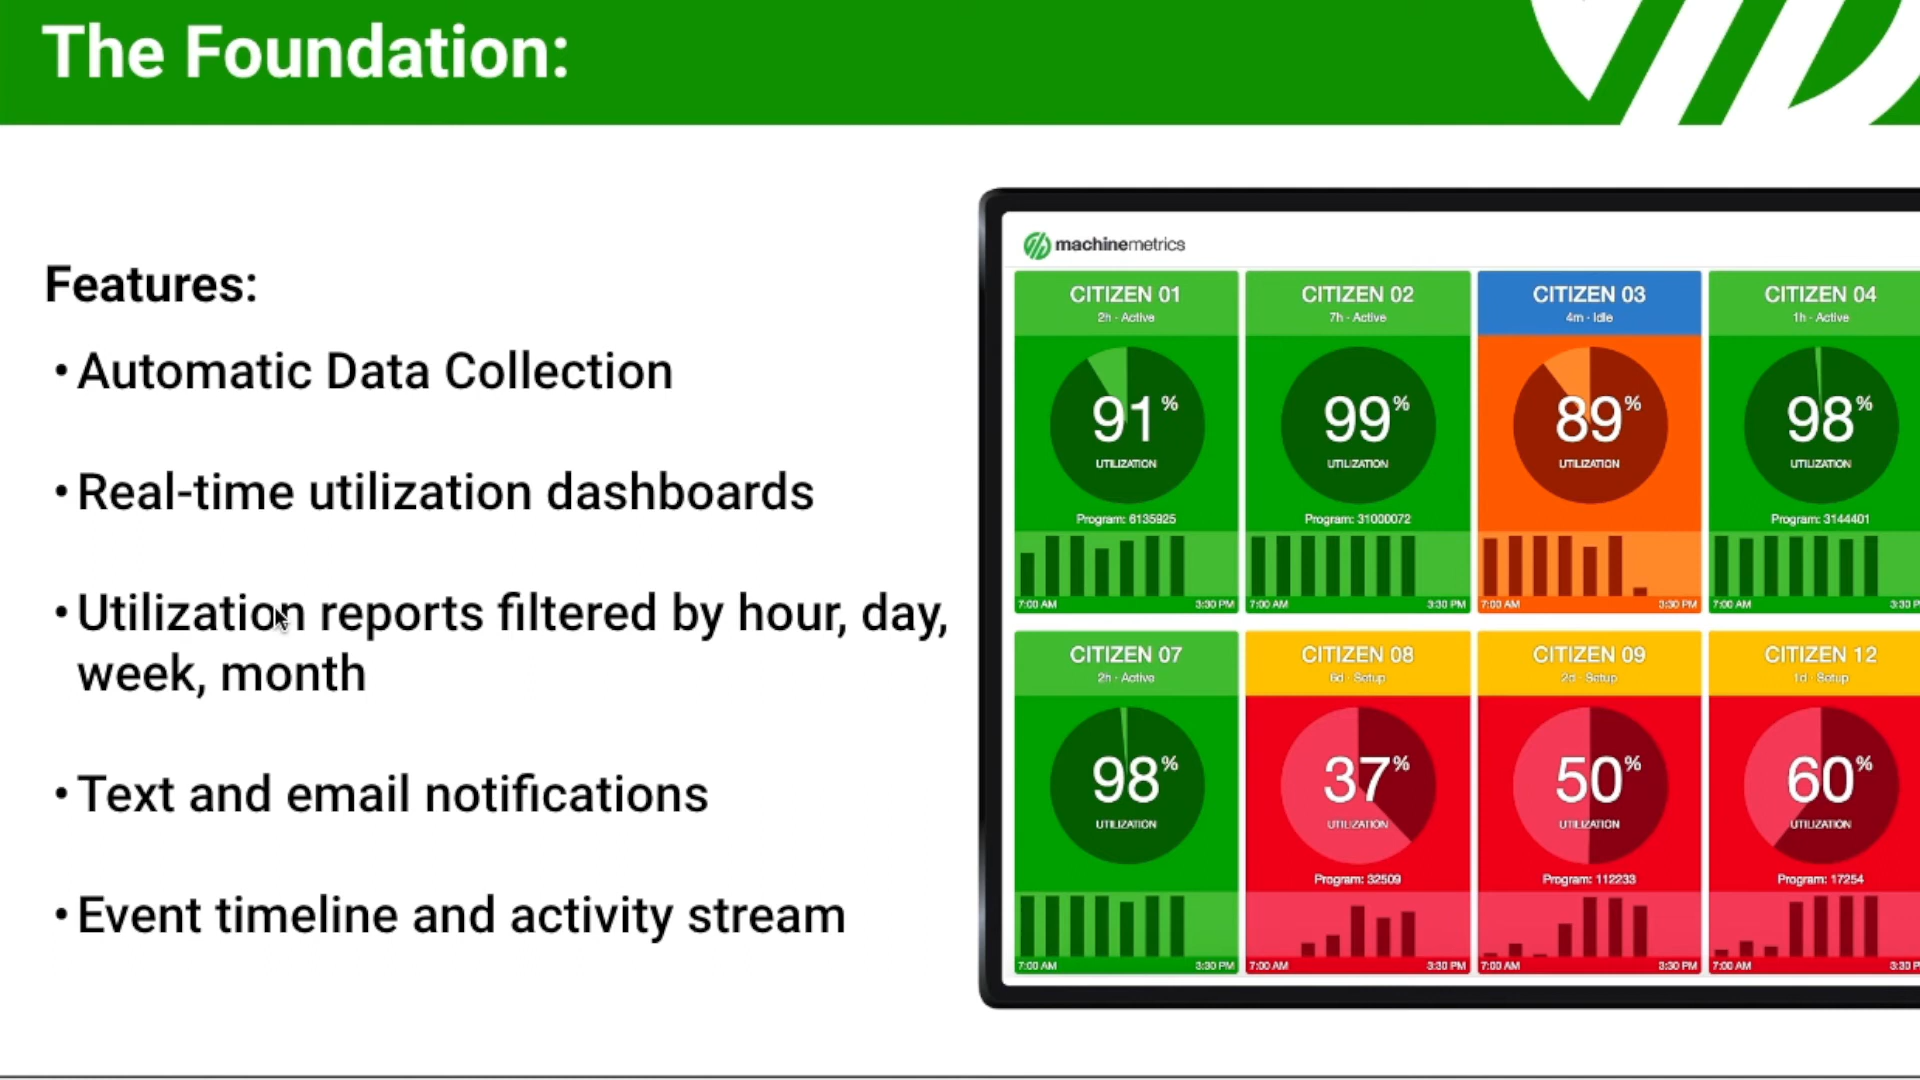 The Foundation:
Features:
•Automatic Data Collection
•Real-time utilization dashboards
•Utilization reports filtered by hour, day,
week, month
•Text and email notifications
•Event timeline and activity stream
machinemetrics
CITIZEN 01
2h - Active
91%
UTILIZATION
Program: 6135925
7:00 AM 3:30 PM
CITIZEN 02
7h - Active
99%
UTILIZATION
Program: 31000072
7:00 AM 3:30 PM
CITIZEN 03
4m - Idle
89%
UTILIZATION
7:00 AM 3:30 PM
CITIZEN 04
1h - Active
98%
UTILIZATION
Program: 3144401
7:00 AM 3:30 P
CITIZEN 07
2h - Active
98%
UTILIZATION
7:00 AM 3:30 PM
CITIZEN 08
6d - Setup
37%
UTILIZATION
Program: 32509
7:00 AM 3:30 PM
CITIZEN 09
2d - Setup
50%
UTILIZATION
Program: 112233
7:00 AM 3:30 PM
CITIZEN 12
1d - Setup
60%
UTILIZATION
Program: 17254
7:00 AM 3:30 P